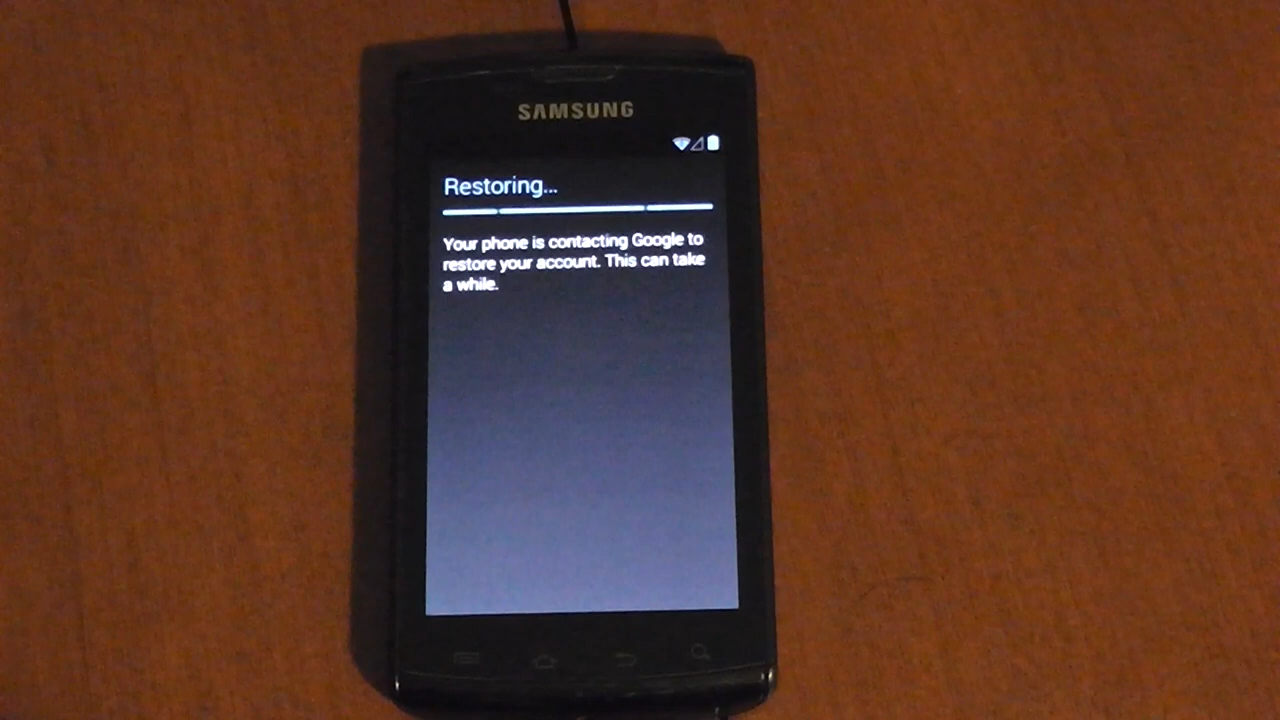 SAMSUNG
Restoring...
Your phone is contacting Google to
restore your account. This can take
a while.